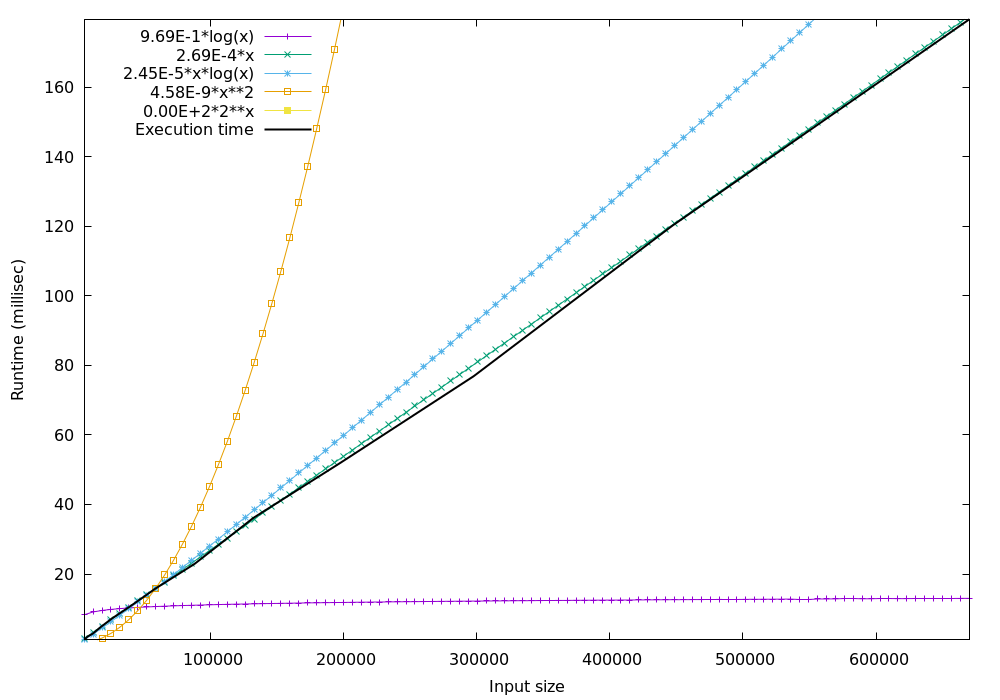 9.69E-1*log(x)
2.69E-4*x
2.45E-5*x*log(x)
4.58E-9*x**2
0.00E+2*2**x
Execution time
160
140
120
100
80
60
40
20
Runtime (millisec)
100000 200000 300000 400000 500000 600000
Input size